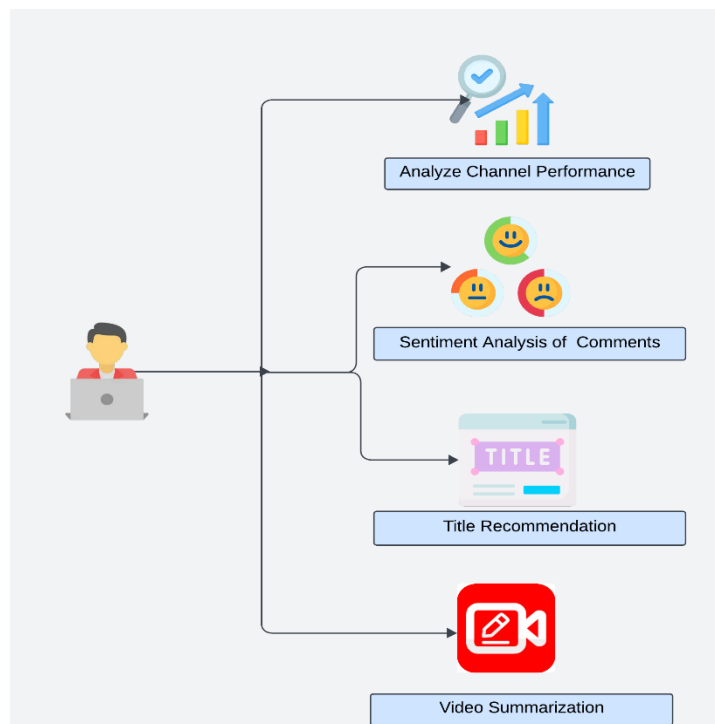 Analyze Channel Performance
Sentiment Analysis of Comments
TITLE
Title Recommendation
Video Summarization